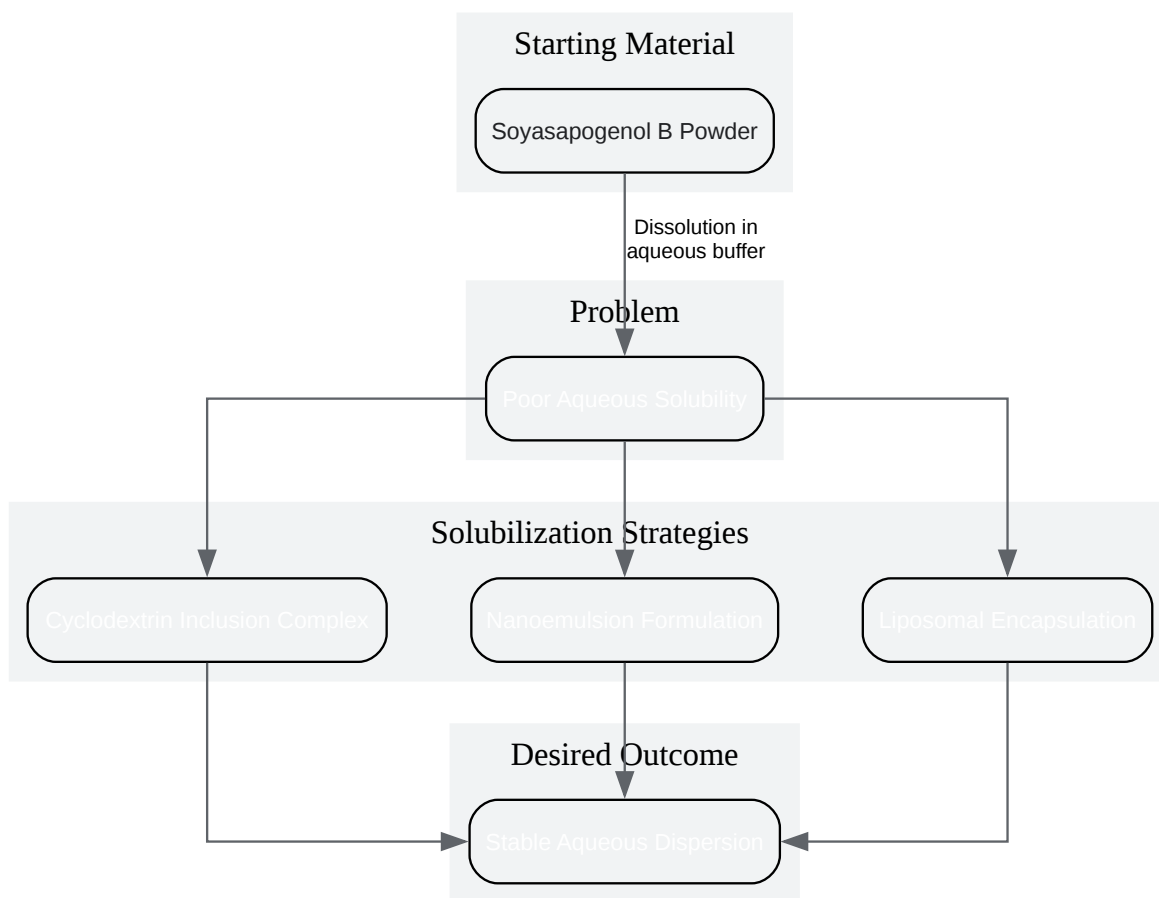 Starting Material
Soyasapogenol B Powder
Dissolution in
aqueous buffer
Problem
Poor Aqueous Solubility
Solubilization Strategies
Cyclodextrin Inclusion Complex
Nanoemulsion Formulation
Liposomal Encapsulation
Desired Outcome
Stable Aqueous Dispersion